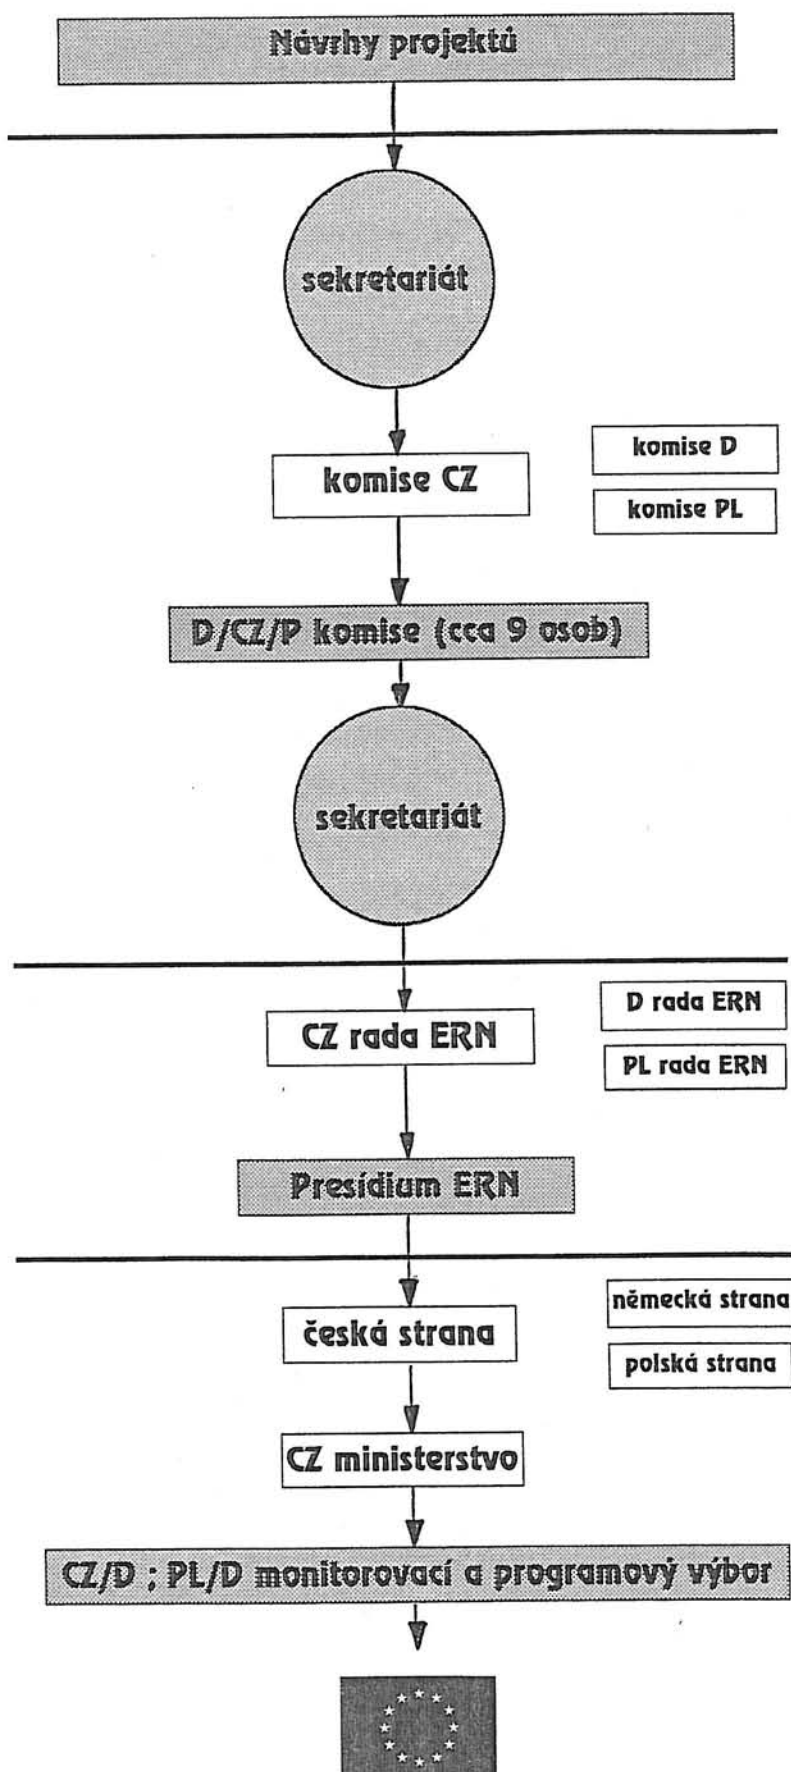 Návrhy projektů
sekretariát
komise CZ
komise D
komise PL
D/CZ/P komise (cca 9 osob)
sekretariát
CZ rada ERN
D rada ERN
PL rada ERN
Presídium ERN
česká strana
německá strana
polská strana
CZ ministerstvo
CZ/D ; PL/D monitorovací a programový výbor